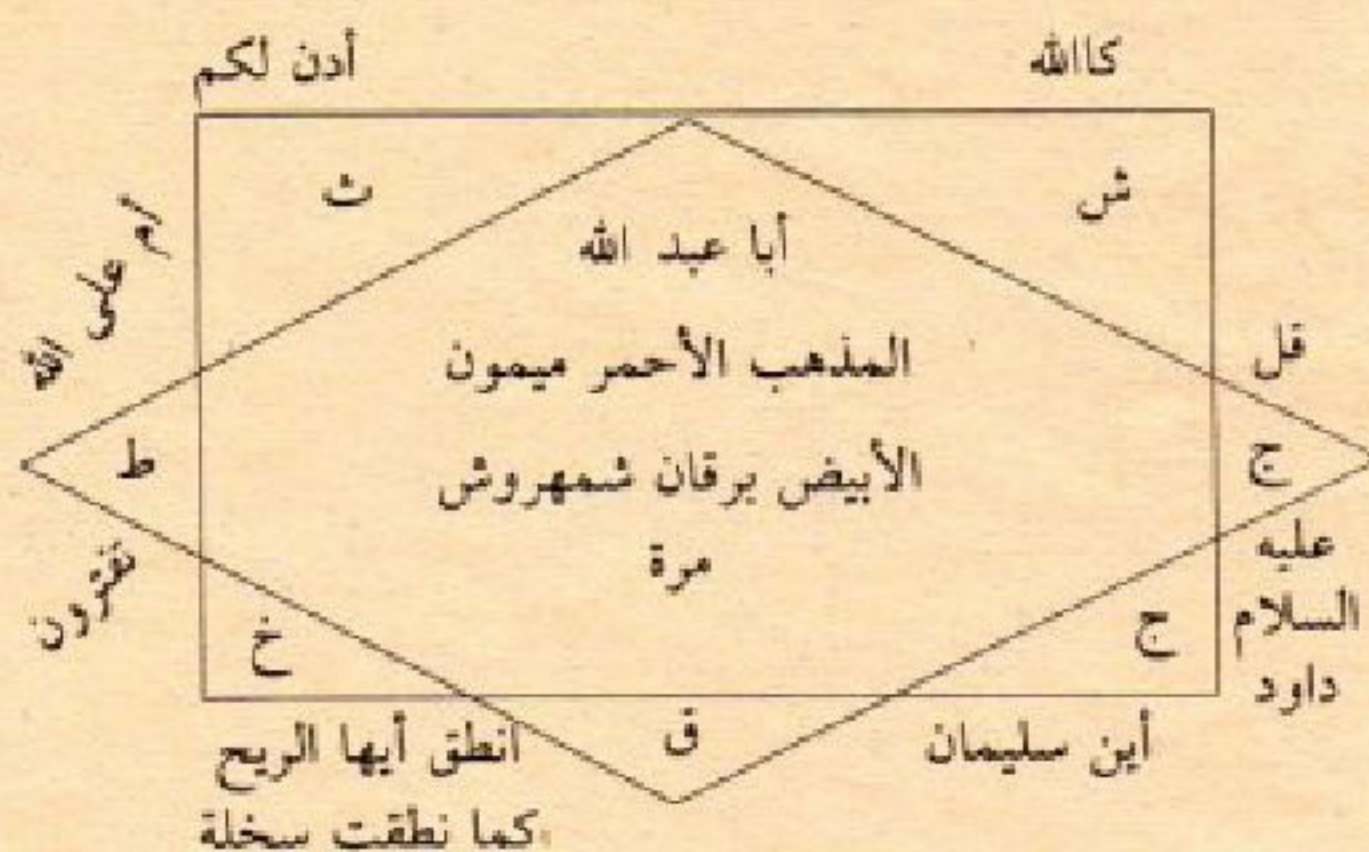 كاالله
أدن لكم
ش
ث
أبا عبد الله
أم على الله
قل
المذهب الأحمر ميمون
ج
ط
الأبيض برقان شمهروش
عليه
السلام
داود
مرة
تفترون
ج
خ
أين سليمان
ق
انطق أيها الريح
كما نطقت سخلة